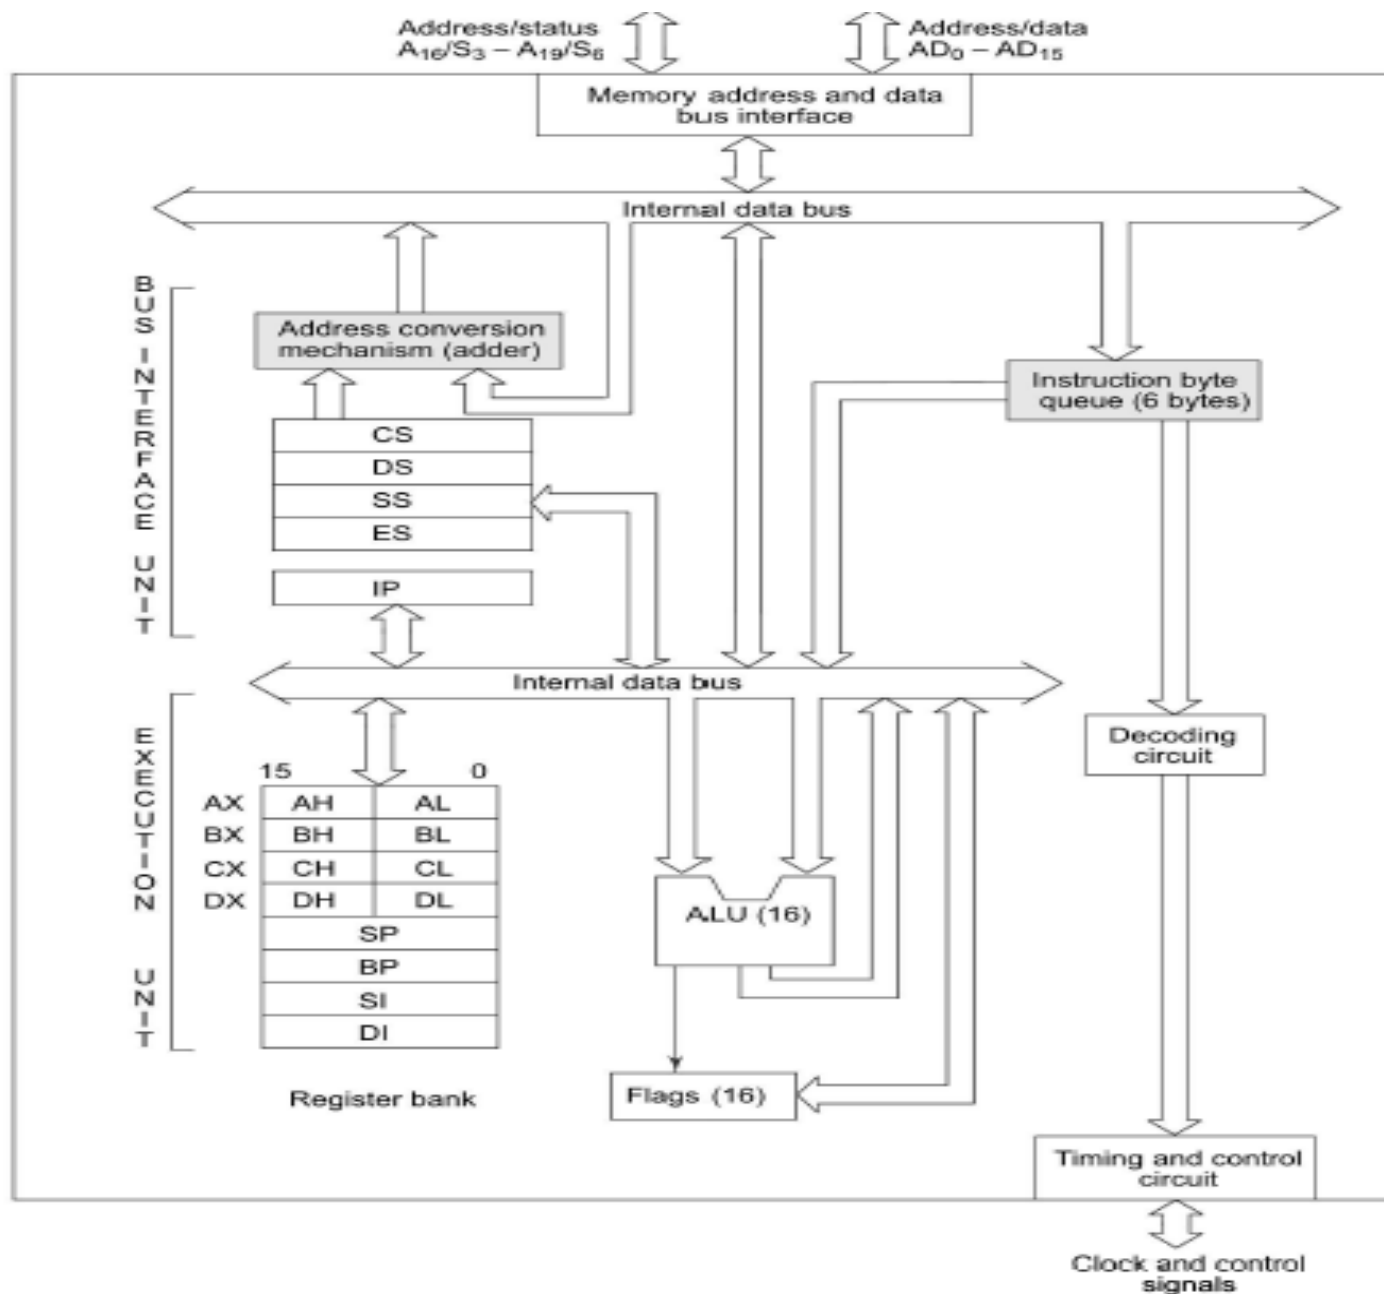 Address/status
A16/S3 – A19/S6
Address/data
AD0 – AD15
Memory address and data
bus interface
Internal data bus
BUS INTERFACE UNIT
Address conversion
mechanism (adder)
Instruction byte
queue (6 bytes)
CS
DS
SS
ES
IP
Internal data bus
EXECUTION UNIT
15 0
AX AH AL
BX BH BL
CX CH CL
DX DH DL
SP
BP
SI
DI
Register bank
ALU (16)
Flags (16)
Decoding
circuit
Timing and control
circuit
Clock and control
signals